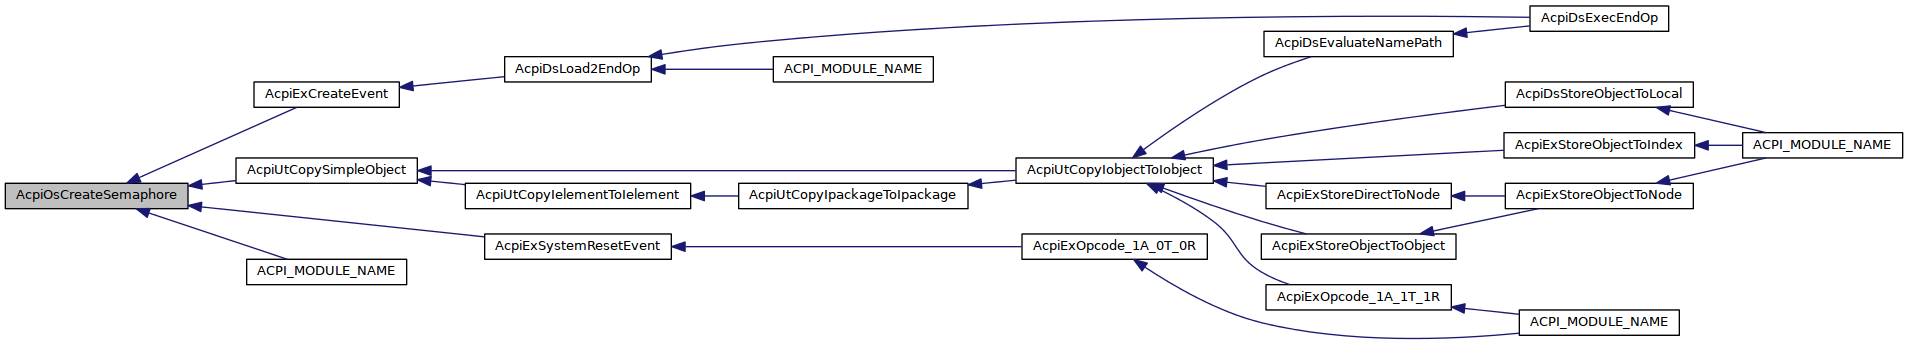 AcpiDsExecEndOp
AcpiDsEvaluateNamePath
AcpiDsLoad2EndOp
ACPI_MODULE_NAME
AcpiExCreateEvent
AcpiDsStoreObjectToLocal
AcpiExStoreObjectToIndex
ACPI_MODULE_NAME
AcpiUtCopySimpleObject
AcpiUtCopyIobjectToIobject
AcpiOsCreateSemaphore
AcpiUtCopyIelementToIelement
AcpiUtCopyIpackageToIpackage
AcpiExStoreDirectToNode
AcpiExStoreObjectToNode
AcpiExSystemResetEvent
AcpiExOpcode_1A_0T_0R
AcpiExStoreObjectToObject
ACPI_MODULE_NAME
AcpiExOpcode_1A_1T_1R
ACPI_MODULE_NAME